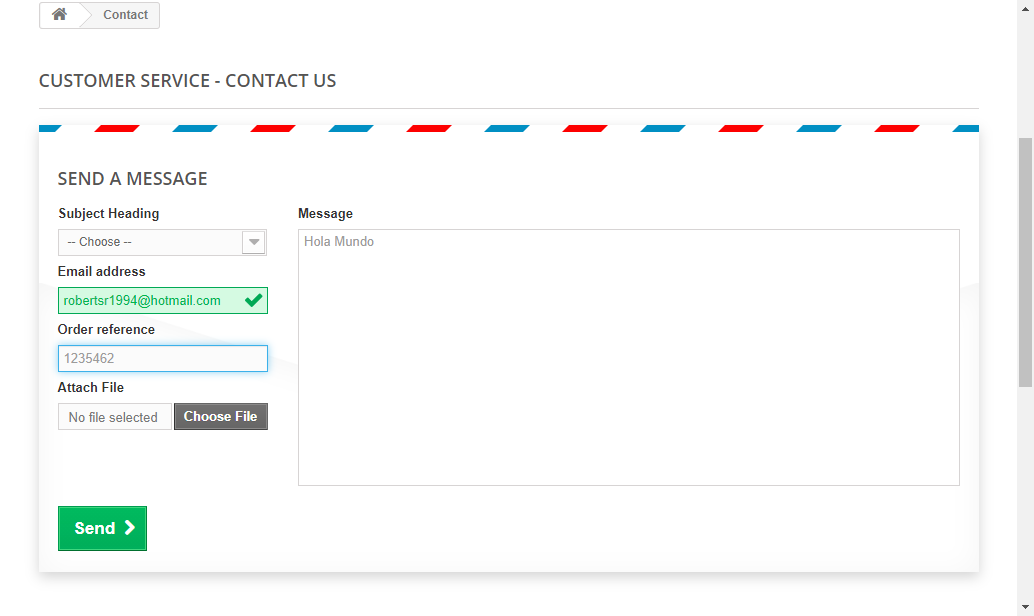 Contact
CUSTOMER SERVICE - CONTACT US
SEND A MESSAGE
Subject Heading
-- Choose --
Email address
robertsr1994@hotmail.com
Order reference
1235462
Attach File
No file selected
Choose File
Message
Hola Mundo
Send